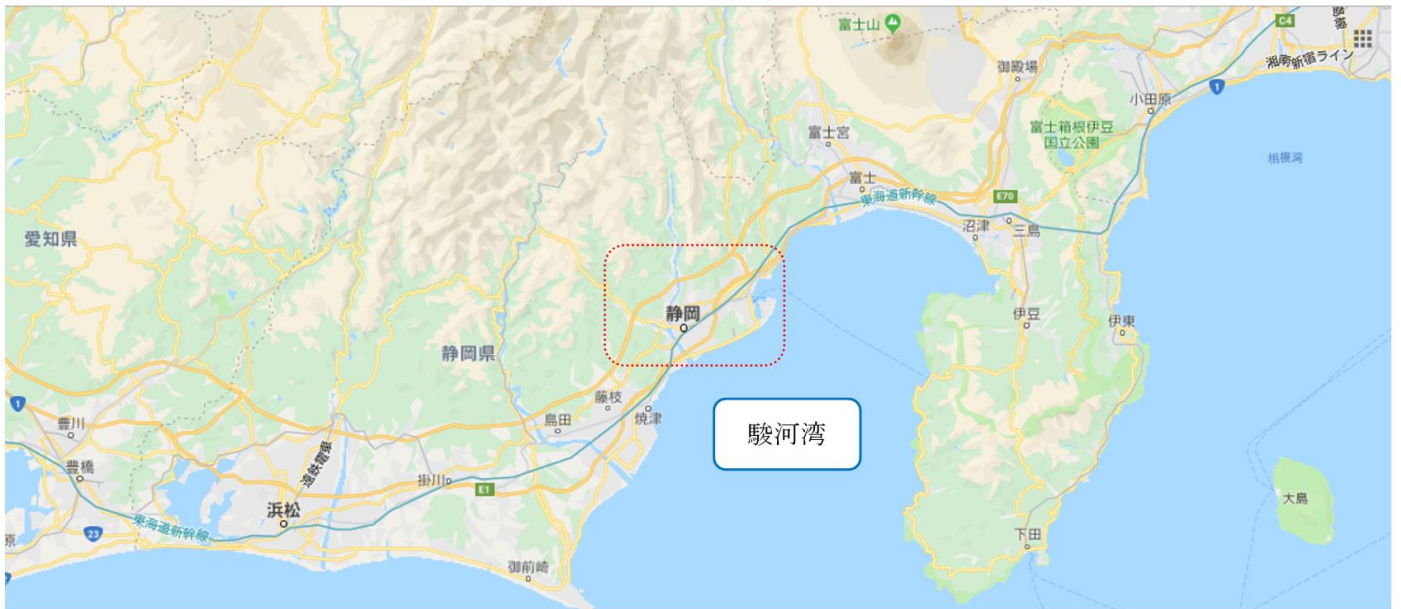 富士山
C4
御殿場
湘南新宿ライン
1
小田原
富士箱根伊豆
国立公園
富士宮
相模湾
富士
東海道新幹線
E70
沼津
三島
愛知県
静岡
伊豆
伊東
静岡県
藤枝
1
島田
焼津
豊川
駿河湾
豊橋
掛川
E1
大島
浜松
東海道新幹線
23
原
下田
御前崎